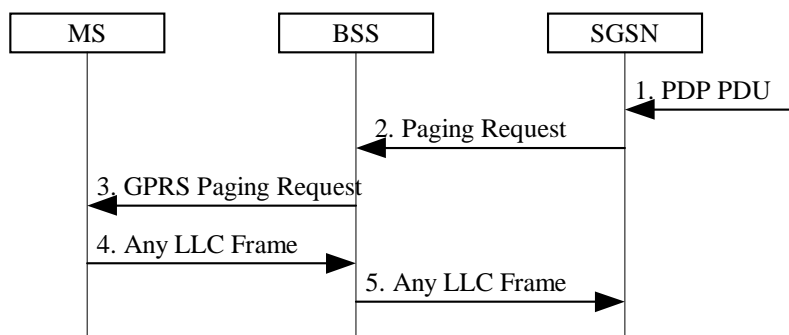 MS
BSS
SGSN
1. PDP PDU
2. Paging Request
3. GPRS Paging Request
4. Any LLC Frame
5. Any LLC Frame